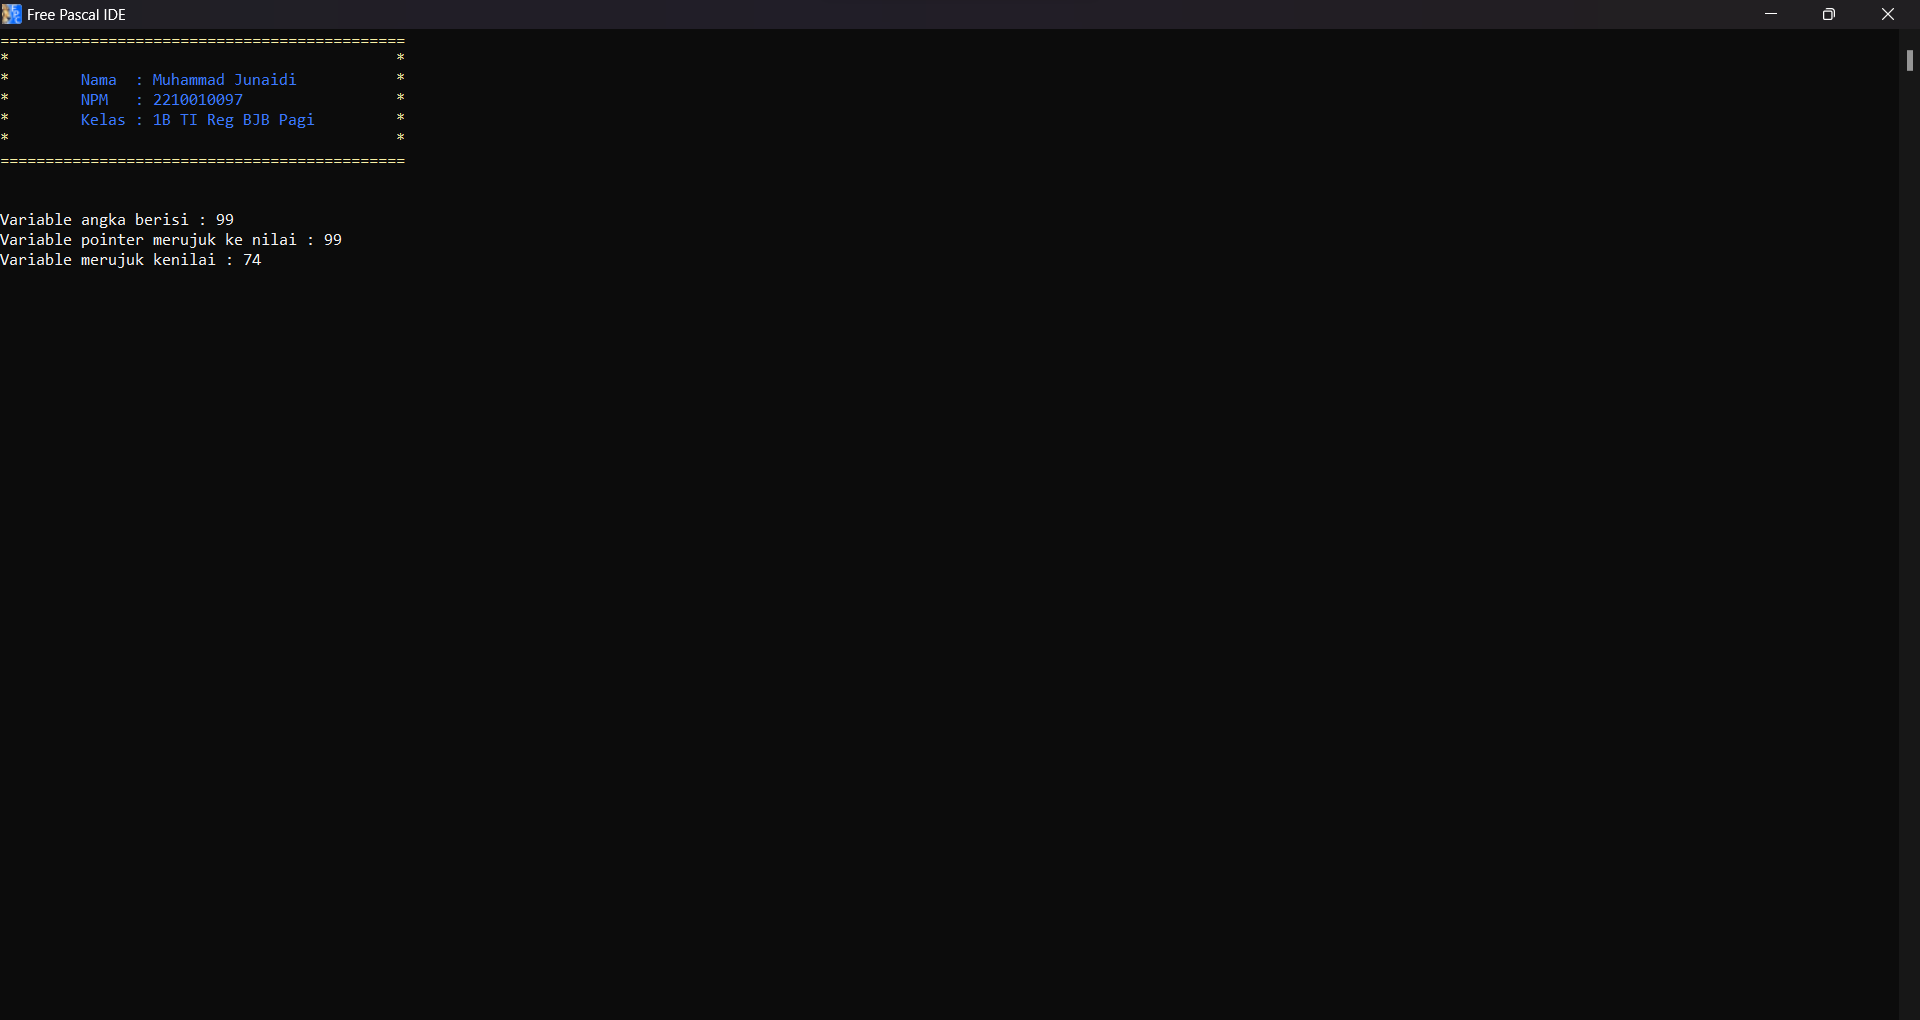 Free Pascal IDE
=============================================
* *
* Nama : Muhammad Junaidi *
* NPM : 2210010097 *
* Kelas : 1B TI Reg BJB Pagi *
* *
=============================================
Variable angka berisi : 99
Variable pointer merujuk ke nilai : 99
Variable merujuk kenilai : 74